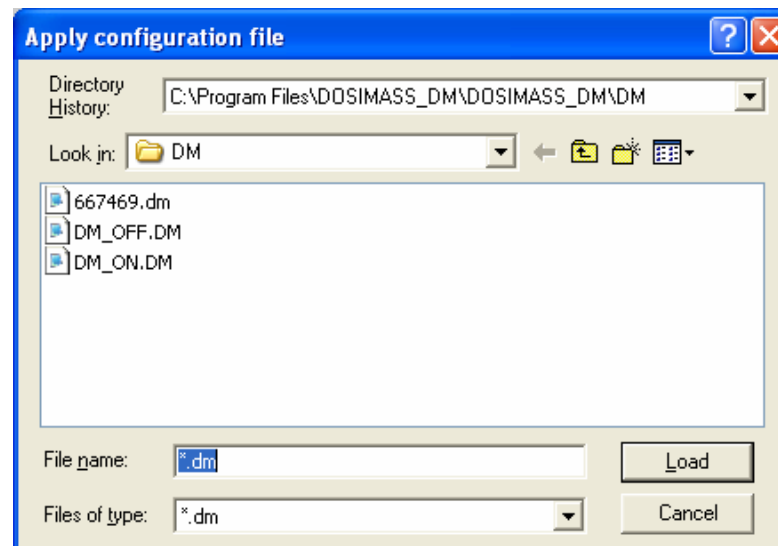 Apply configuration file
Directory
History:
C:\Program Files\DOSIMASS_DM\DOSIMASS_DM\DM
Look in:
DM
667469.dm
DM_OFF.DM
DM_ON.DM
File name:
*.dm
Load
Files of type:
*.dm
Cancel